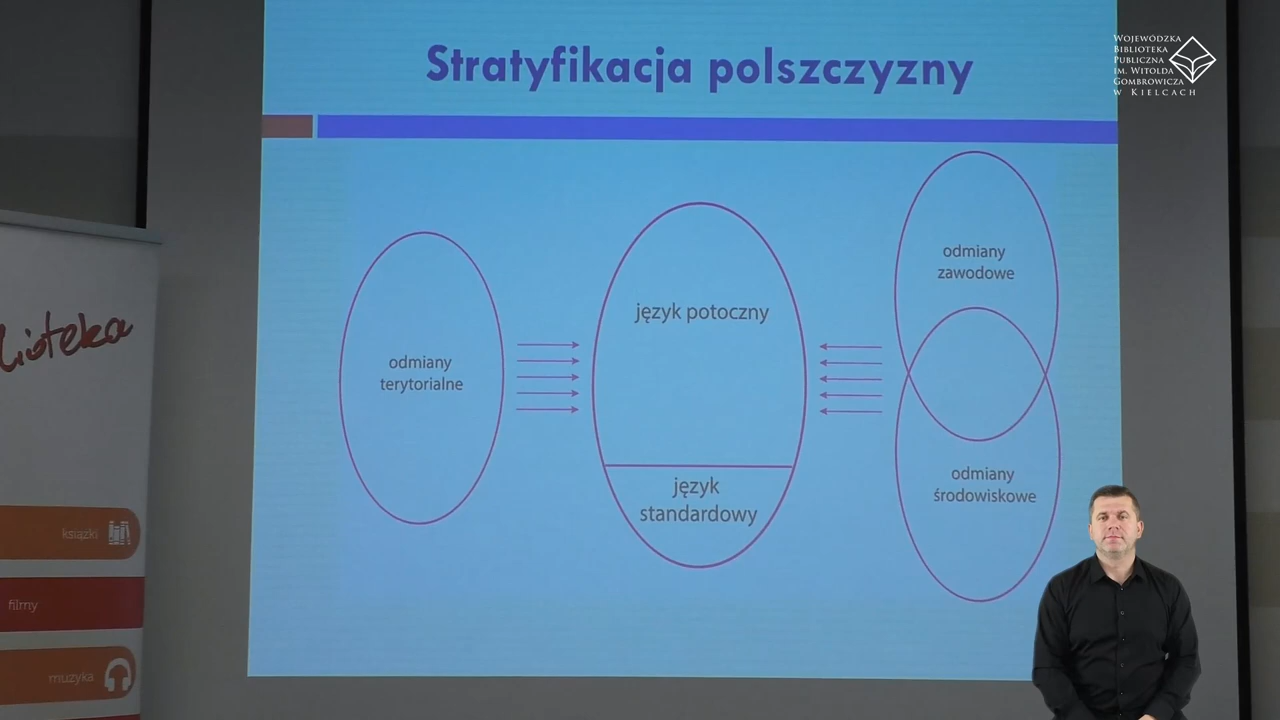 Stratyfikacja polszczyzny
WOJEWÓDZKA
BIBLIOTEKA
PUBLICZNA
IM. WITOLDA
GOMBROWICZA
W KIELCACH
odmiany
terytorialne
język potoczny
język
standardowy
odmiany
zawodowe
odmiany
środowiskowe
książki
filmy
muzyka